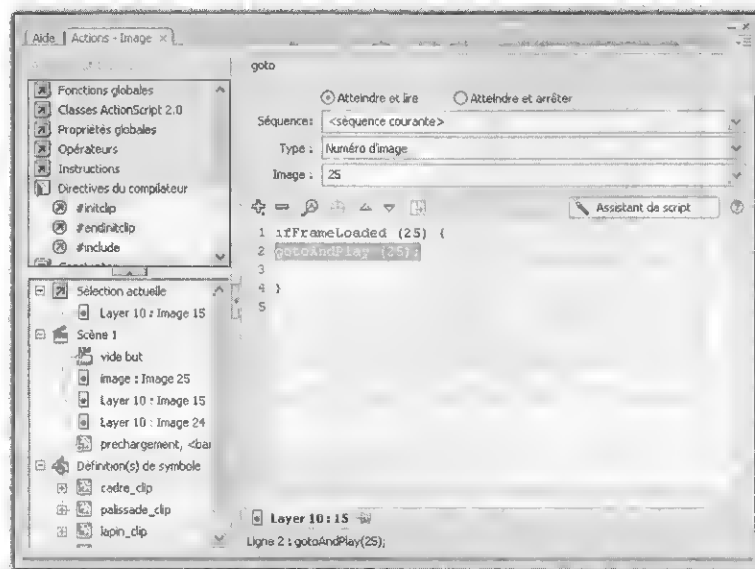 Aide Actions - Image ×
goto
Atteindre et lire Atteindre et arrêter
Séquence: <séquence courante>
Type : Numéro d'image
Image : 25
Fonctions globales
Classes ActionScript 2.0
Propriétés globales
Opérateurs
Instructions
Directives du compilateur
#initclip
#endinitclip
#include
Assistant de script
1 ifFrameLoaded (25) {
2 gotoAndPlay (25);
3
4 }
5
Sélection actuelle
Layer 10 : Image 15
Scène 1
vide but
image : Image 25
Layer 10 : Image 15
Layer 10 : Image 24
prechargement, <bar
Définition(s) de symbole
cadre_clip
palissade_clip
lapin_clip
Layer 10 : 15
Ligne 2 : gotoAndPlay(25);